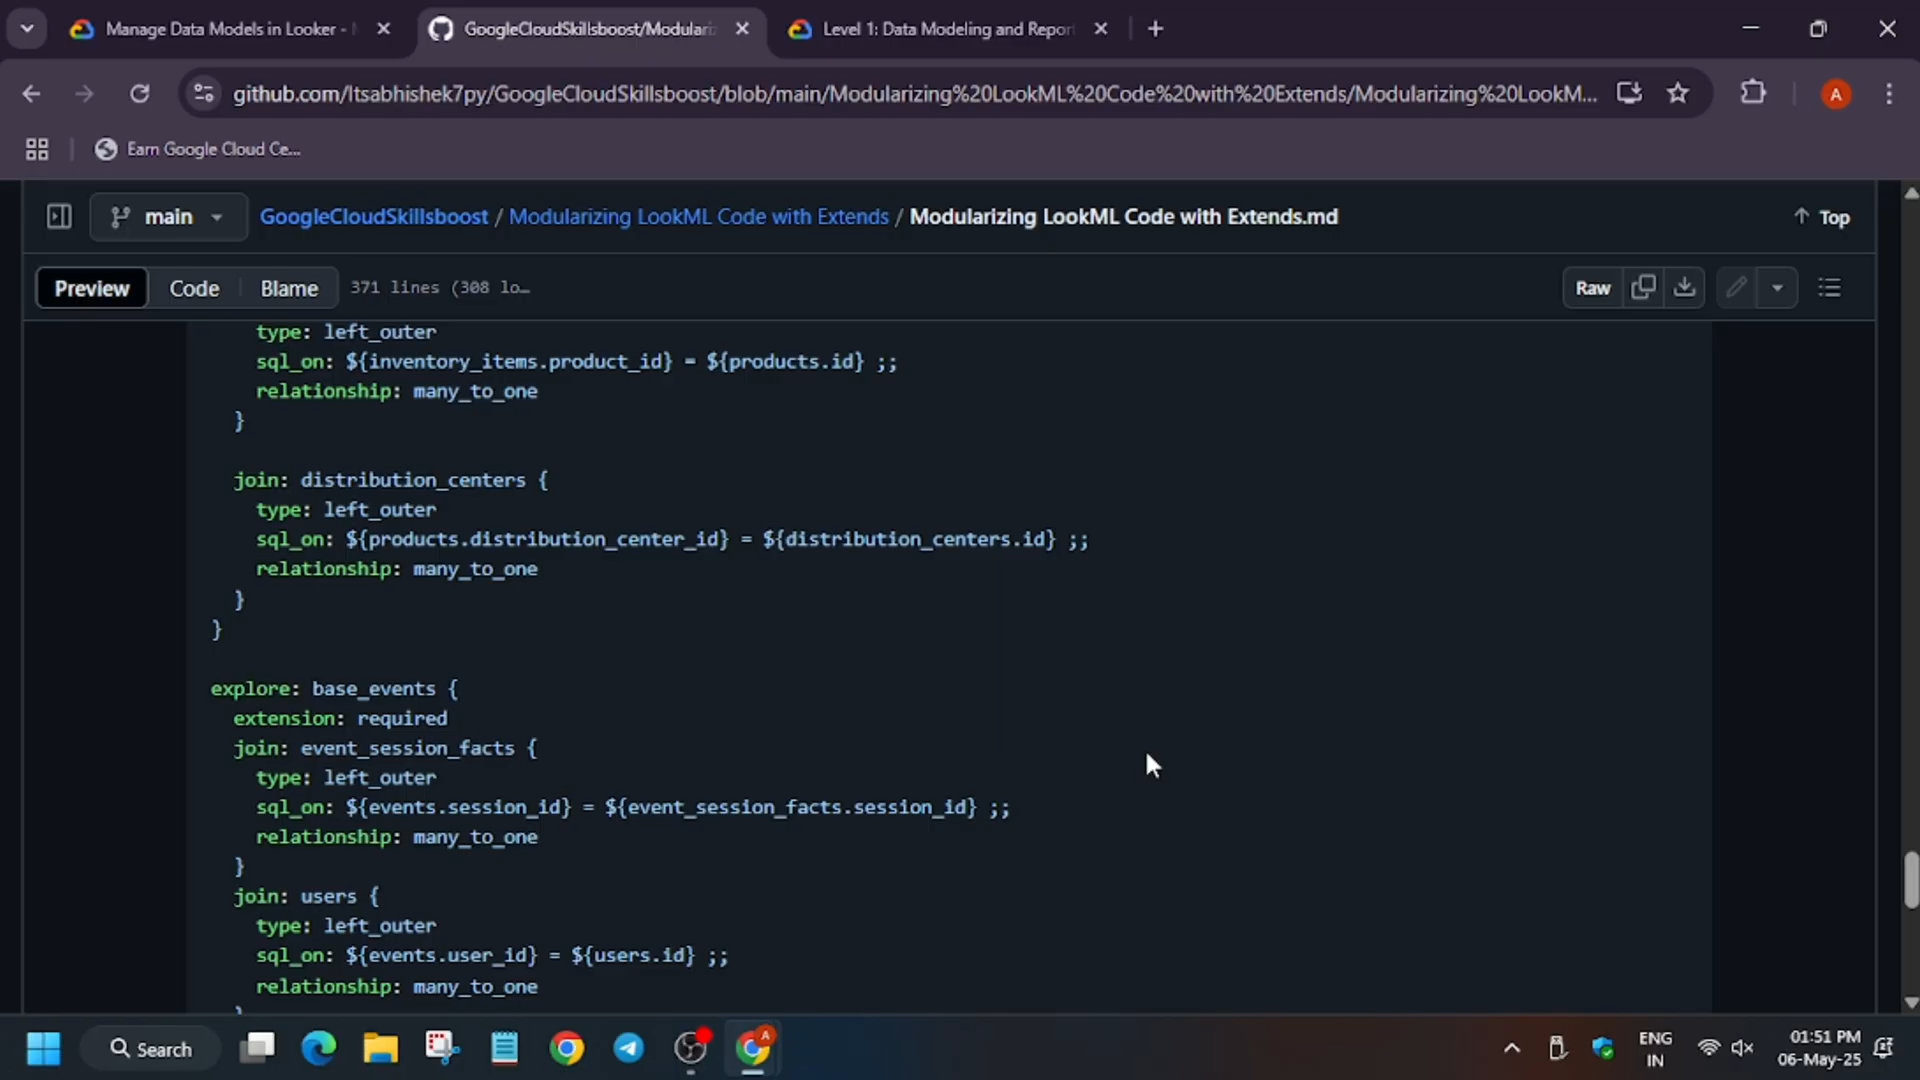 Manage Data Models in Looker -
GoogleCloudSkillsboost/Modulari
Level 1: Data Modeling and Repor
github.com/Itsabhishek7py/GoogleCloudSkillsboost/blob/main/Modularizing%20LookML%20Code%20with%20Extends/Modularizing%20LookM...
A
Earn Google Cloud Ce...
main
GoogleCloudSkillsboost / Modularizing LookML Code with Extends / Modularizing LookML Code with Extends.md
Top
Preview
Code
Blame
371 lines (308 lo…
Raw
type: left_outer
sql_on: ${inventory_items.product_id} = ${products.id} ;;
relationship: many_to_one
}
join: distribution_centers {
type: left_outer
sql_on: ${products.distribution_center_id} = ${distribution_centers.id} ;;
relationship: many_to_one
}
}
explore: base_events {
extension: required
join: event_session_facts {
type: left_outer
sql_on: ${events.session_id} = ${event_session_facts.session_id} ;;
relationship: many_to_one
}
join: users {
type: left_outer
sql_on: ${events.user_id} = ${users.id} ;;
relationship: many_to_one
}
Search
A
ENG
IN
01:51 PM
06-May-25